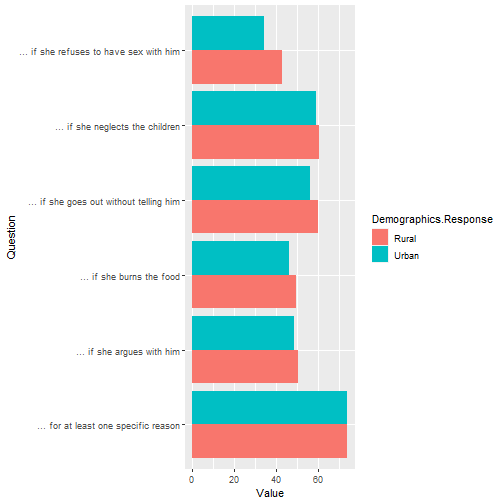 ... if she refuses to have sex with him
... if she neglects the children
... if she goes out without telling him
... if she burns the food
... if she argues with him
... for at least one specific reason
Question
0 20 40 60
Value
Demographics.Response
Rural
Urban